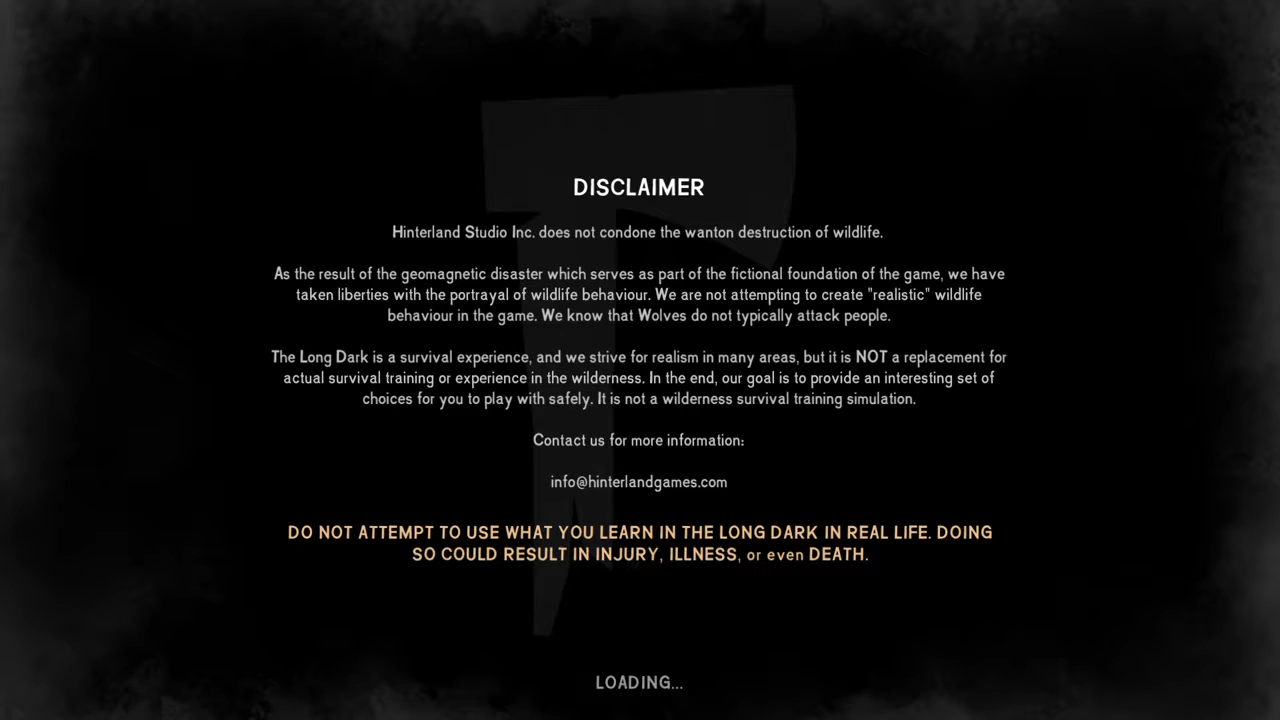 DISCLAIMER
Hinterland Studio Inc. does not condone the wanton destruction of wildlife.
As the result of the geomagnetic disaster which serves as part of the fictional foundation of the game, we have
taken liberties with the portrayal of wildlife behaviour. We are not attempting to create "realistic" wildlife
behaviour in the game. We know that Wolves do not typically attack people.
The Long Dark is a survival experience, and we strive for realism in many areas, but it is NOT a replacement for
actual survival training or experience in the wilderness. In the end, our goal is to provide an interesting set of
choices for you to play with safely. It is not a wilderness survival training simulation.
Contact us for more information:
info@hinterlandgames.com
DO NOT ATTEMPT TO USE WHAT YOU LEARN IN THE LONG DARK IN REAL LIFE. DOING
SO COULD RESULT IN INJURY, ILLNESS, or even DEATH.
LOADING...